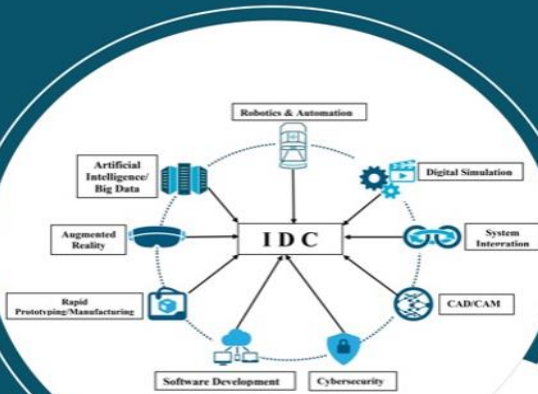 Robotics & Automation
Artificial
Intelligence/
Big Data
Digital Simulation
Augmented
Reality
I D C
System
Integration
Rapid
Prototyping/Manufacturing
CAD/CAM
Software Development
Cybersecurity